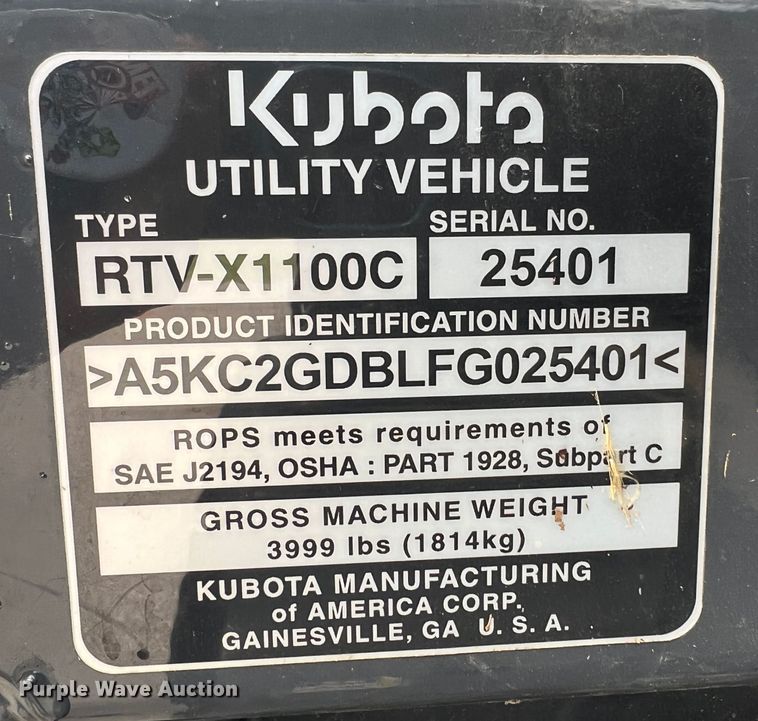 Kubota
UTILITY VEHICLE
TYPE SERIAL NO.
RTV-X1100C 25401
PRODUCT IDENTIFICATION NUMBER
>A5KC2GDBLFG025401<
ROPS meets requirements of
SAE J2194, OSHA : PART 1928, Subpart C
GROSS MACHINE WEIGHT
3999 lbs (1814kg)
KUBOTA MANUFACTURING
of AMERICA CORP.
GAINESVILLE, GA U. S. A.
Purple Wave Auction